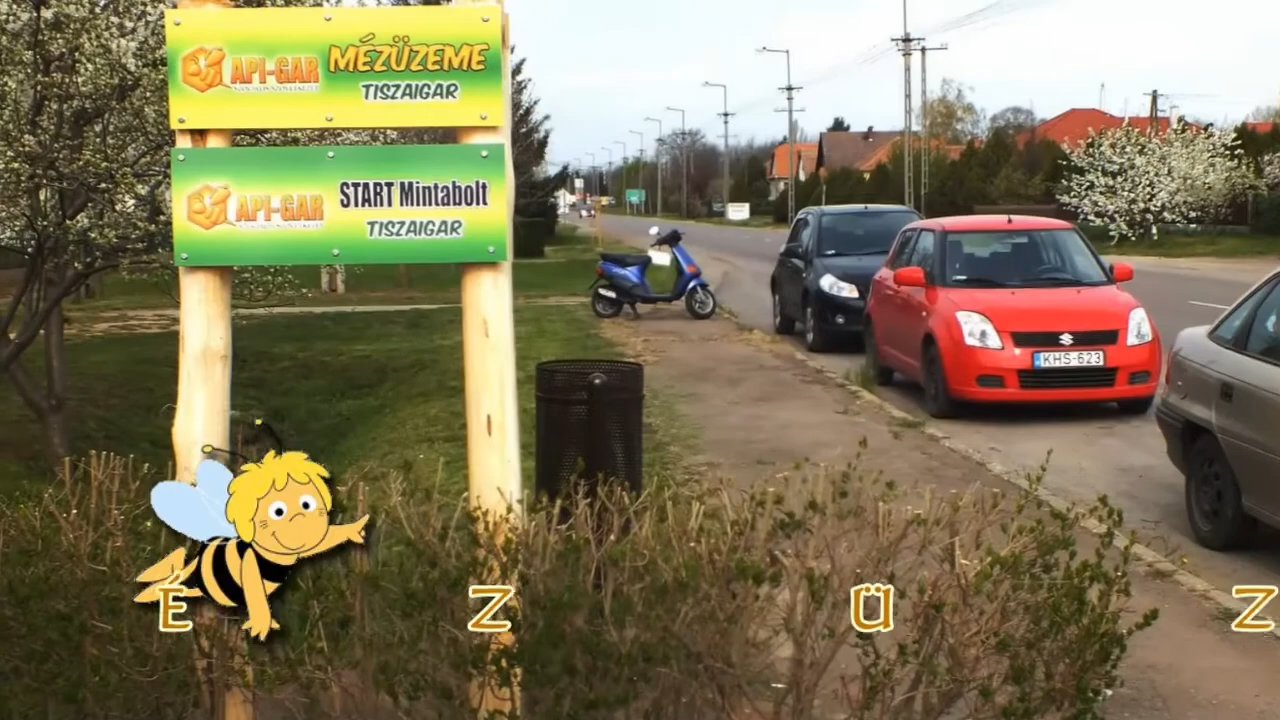 API-GAR MÉZÜZEME
TISZAIGAR
API-GAR START Mintabolt
TISZAIGAR
KHS-623
É Z Ü Z